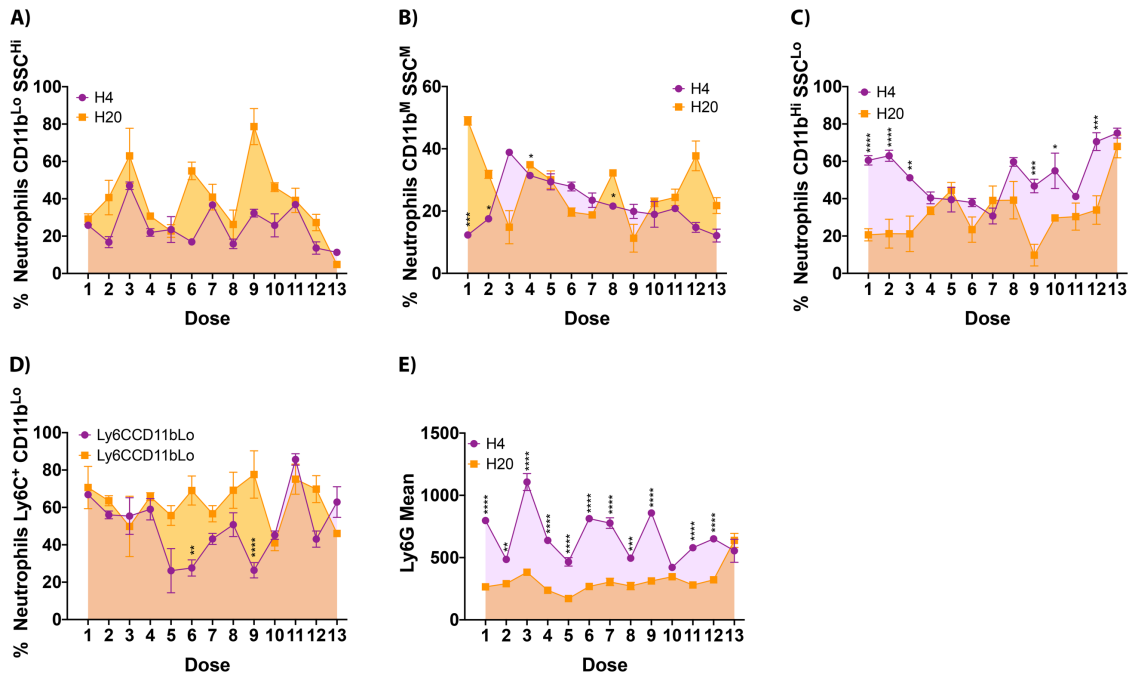 A)
% Neutrophils CD11b^Lo SSC^Hi
100
80
60
40
20
0
H4
H20
1 2 3 4 5 6 7 8 9 10 11 12 13
Dose
B)
% Neutrophils CD11b^M SSC^M
60
40
20
0
H4
H20
***
*
*
*
1 2 3 4 5 6 7 8 9 10 11 12 13
Dose
C)
% Neutrophils CD11b^Hi SSC^Lo
100
80
60
40
20
0
H4
H20
****
****
**
***
*
***
1 2 3 4 5 6 7 8 9 10 11 12 13
Dose
D)
% Neutrophils Ly6C^+ CD11b^Lo
100
80
60
40
20
0
Ly6CCD11bLo
Ly6CCD11bLo
**
****
1 2 3 4 5 6 7 8 9 10 11 12 13
Dose
E)
Ly6G Mean
1500
1000
500
0
H4
H20
****
**
****
****
****
****
****
***
****
****
****
1 2 3 4 5 6 7 8 9 10 11 12 13
Dose